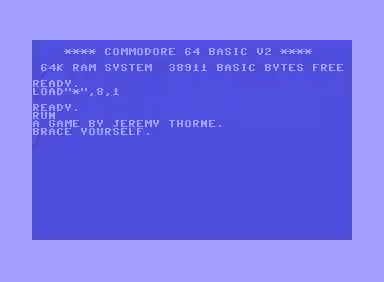 **** COMMODORE 64 BASIC V2 ****
64K RAM SYSTEM  38911 BASIC BYTES FREE
READY.
LOAD"*",8,1
READY.
RUN
A GAME BY JEREMY THORNE.
BRACE YOURSELF.